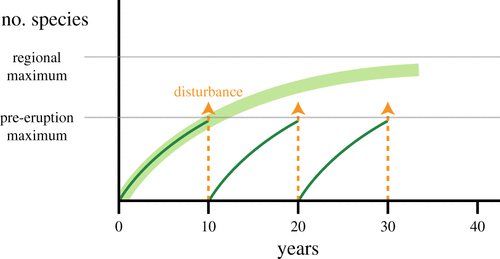 no. species
regional
maximum
disturbance
pre-eruption
maximum
0
10
20
30
40
years